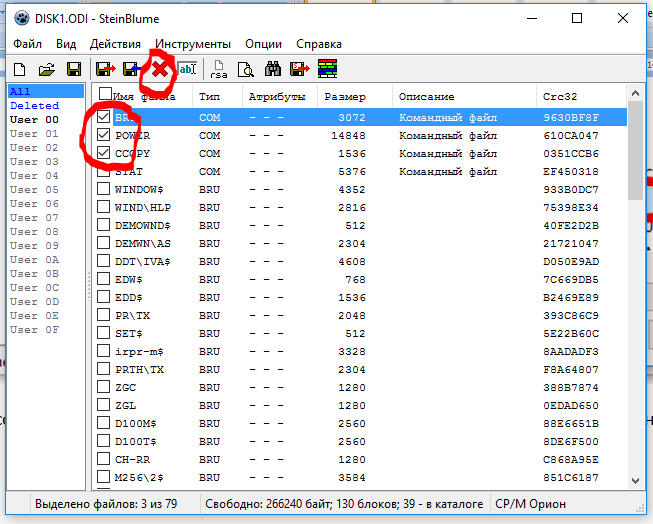 DISK1.ODI - SteinBlume
Файл Вид Действия Инструменты Опции Справка
ab rsa
All
Deleted
User 00
User 01
User 02
User 03
User 04
User 05
User 06
User 07
User 08
User 09
User 0A
User 0B
User 0C
User 0D
User 0E
User 0F
Имя файла Тип Атрибуты Размер Описание Crc32
COM - - - 3072 Командный файл 9630BF8F
POWER COM - - - 14848 Командный файл 610CA047
CCOPY COM - - - 1536 Командный файл 0351CCB6
STAT COM - - - 5376 Командный файл EF450318
WINDOW$ BRU - - - 4352 933B0DC7
WIND\HLP BRU - - - 2816 75398E34
DEMOWND$ BRU - - - 512 40FE2D2B
DEMWN\AS BRU - - - 2304 21721047
DDT\IVA$ BRU - - - 4608 D050E9AD
EDW$ BRU - - - 768 7C669DB5
EDD$ BRU - - - 1536 B2469E89
PR\TX BRU - - - 2048 393C86C9
SET$ BRU - - - 512 5E22B60C
irpr-m$ BRU - - - 3328 8AADADF3
PRTH\TX BRU - - - 2304 F8A64807
ZGC BRU - - - 1280 388B7874
ZGL BRU - - - 1280 0EDAD650
D100M$ BRU - - - 2560 88E6651B
D100T$ BRU - - - 2560 8DE6F500
CH-RR BRU - - - 1280 C868A95E
M256\2$ BRU - - - 3584 851C6187
Выделено файлов: 3 из 79 Свободно: 266240 байт; 130 блоков; 39 - в каталоге CP/M Орион